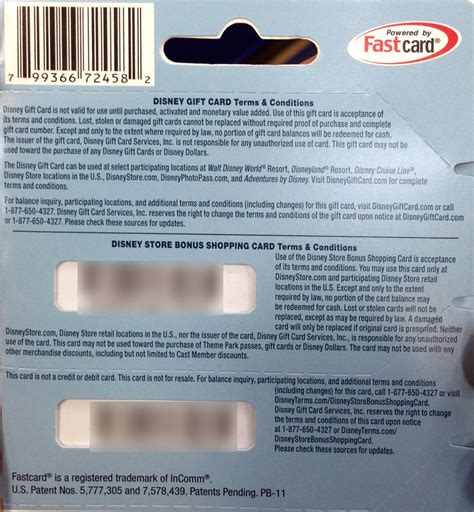 Powered by
Fastcard®
7 99366 72458 2
DISNEY GIFT CARD Terms & Conditions
Disney Gift Card is not valid for use until purchased, activated and monetary value added. Use of this gift card is acceptance of
its terms and conditions. Lost, stolen or damaged gift cards cannot be replaced without required proof of purchase and complete
gift card number. Except and only to the extent where required by law, no portion of gift card balances will be redeemed for cash.
The issuer of the gift card, Disney Gift Card Services, Inc. is not responsible for any unauthorized use of card. This gift card may not be
used toward the purchase of any Disney Gift Cards or Disney Dollars.
The Disney Gift Card can be used at select participating locations at Walt Disney World® Resort, Disneyland® Resort, Disney Cruise Line®,
Disney Store locations in the U.S., DisneyStore.com, DisneyPhotoPass.com, and Adventures by Disney. Visit DisneyGiftCard.com for complete
terms and conditions.
For balance inquiry, participating locations, and additional terms and conditions (including changes) for this gift card, visit DisneyGiftCard.com or call
1-877-650-4327. Disney Gift Card Services, Inc. reserves the right to change the terms and conditions of the gift card upon notice at DisneyGiftCard.com
or 1-877-650-4327. Please check these sources for updates.
DISNEY STORE BONUS SHOPPING CARD Terms & Conditions
Use of the Disney Store Bonus Shopping Card is acceptance
of its terms and conditions. You may use this card only at
DisneyStore.com and participating Disney Store retail
locations in the U.S. Except and only to the extent
required by law, no portion of card balance may
be redeemed for cash. Lost or stolen cards will not be
replaced, except as may be required by law. A damaged
card will only be replaced if original card is presented. Neither
DisneyStore.com, Disney Store retail locations in the U.S., nor the issuer of the card, Disney Gift Card Services, Inc., is responsible for any unauthorized
use of the card. This card may not be used toward the purchase of Theme Park passes, gift cards or Disney Dollars. The card may not be used with any
other merchandise discounts, including but not limited to Cast Member discounts.
This card is not a credit or debit card. This card is not for resale. For balance inquiry, participating locations, and additional terms and conditions
(including changes) for this card, call 1-877-650-4327 or visit
DisneyTerms.com/DisneyStoreBonusShoppingCard.
Disney Gift Card Services, Inc. reserves the right to change
the terms and conditions of this card upon notice
at 1-877-650-4327 or DisneyTerms.com/
DisneyStoreBonusShoppingCard.
Please check these sources for updates.
Fastcard® is a registered trademark of InComm®.
U.S. Patent Nos. 5,777,305 and 7,578,439. Patents Pending. PB-11